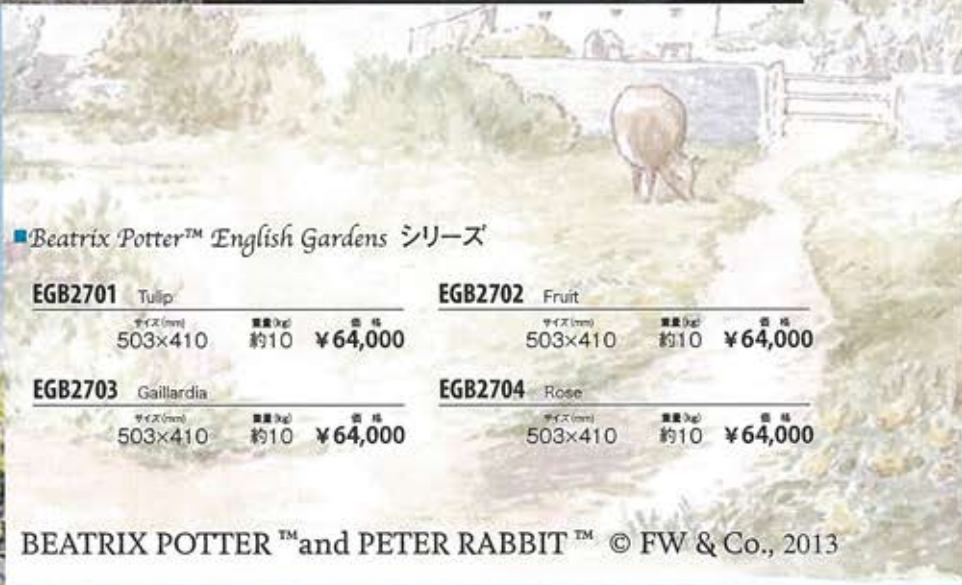 ■Beatrix Potter™ English Gardens シリーズ
EGB2701 Tulip
サイズ(mm) 重量(kg) 価格
503×410 約10 ¥64,000
EGB2702 Fruit
サイズ(mm) 重量(kg) 価格
503×410 約10 ¥64,000
EGB2703 Gaillardia
サイズ(mm) 重量(kg) 価格
503×410 約10 ¥64,000
EGB2704 Rose
サイズ(mm) 重量(kg) 価格
503×410 約10 ¥64,000
BEATRIX POTTER ™and PETER RABBIT ™ © FW & Co., 2013